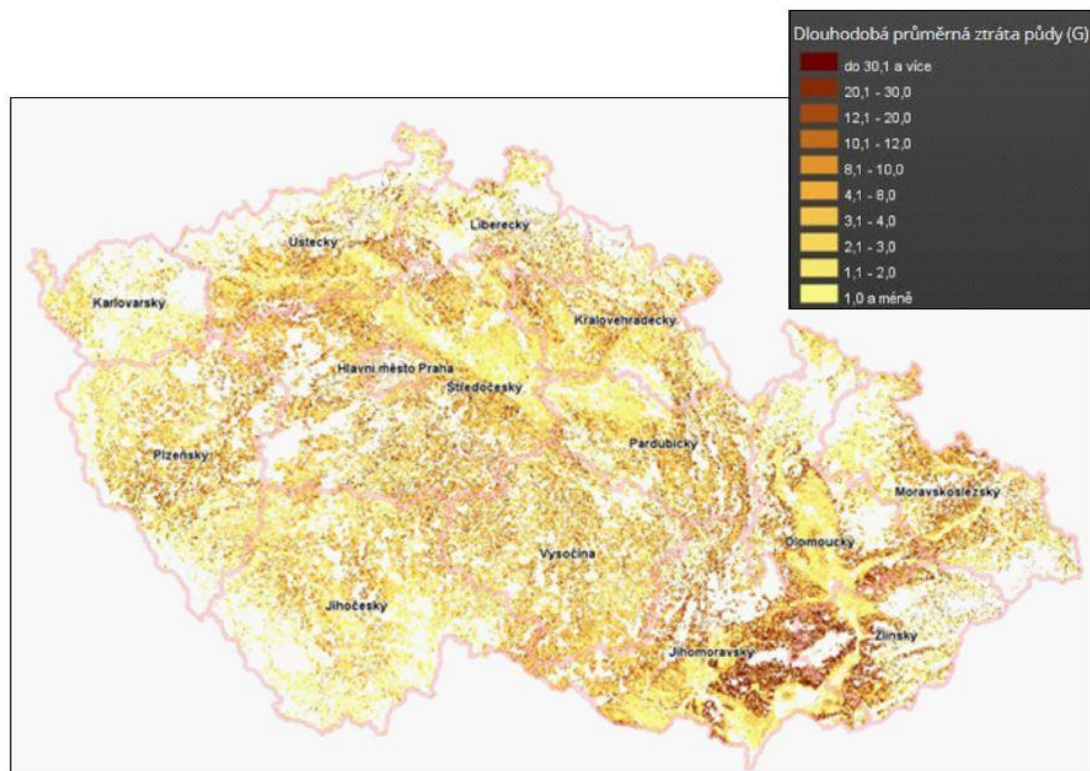 Dlouhodobá průměrná ztráta půdy (G)
do 30,1 a více
20,1 - 30,0
12,1 - 20,0
10,1 - 12,0
8,1 - 10,0
4,1 - 8,0
3,1 - 4,0
2,1 - 3,0
1,1 - 2,0
1,0 a méně
Liberecký
Ústecký
Karlovarský
Kralovehradecký
Hlavní město Praha
Středočeský
Pardubický
Plzeňský
Moravskoslezský
Olomoucký
Vysočina
Jihočeský
Zlínský
Jihomoravský